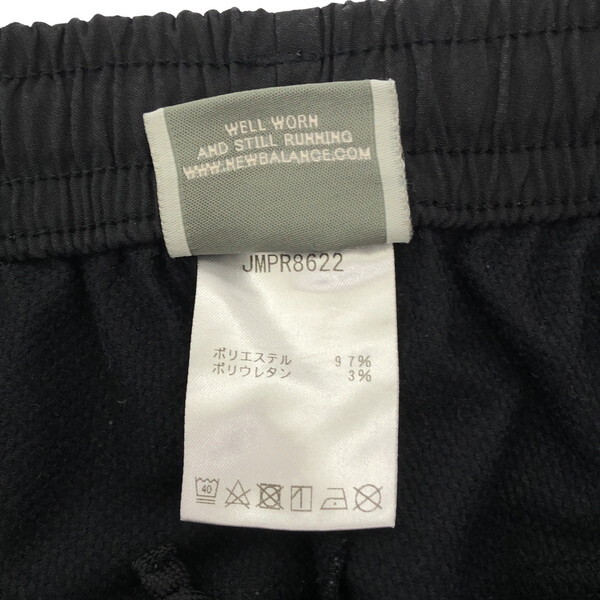 WELL WORN
AND STILL RUNNING
WWW.NEWBALANCE.COM
JMPR8622
ポリエステル 97%
ポリウレタン 3%
40